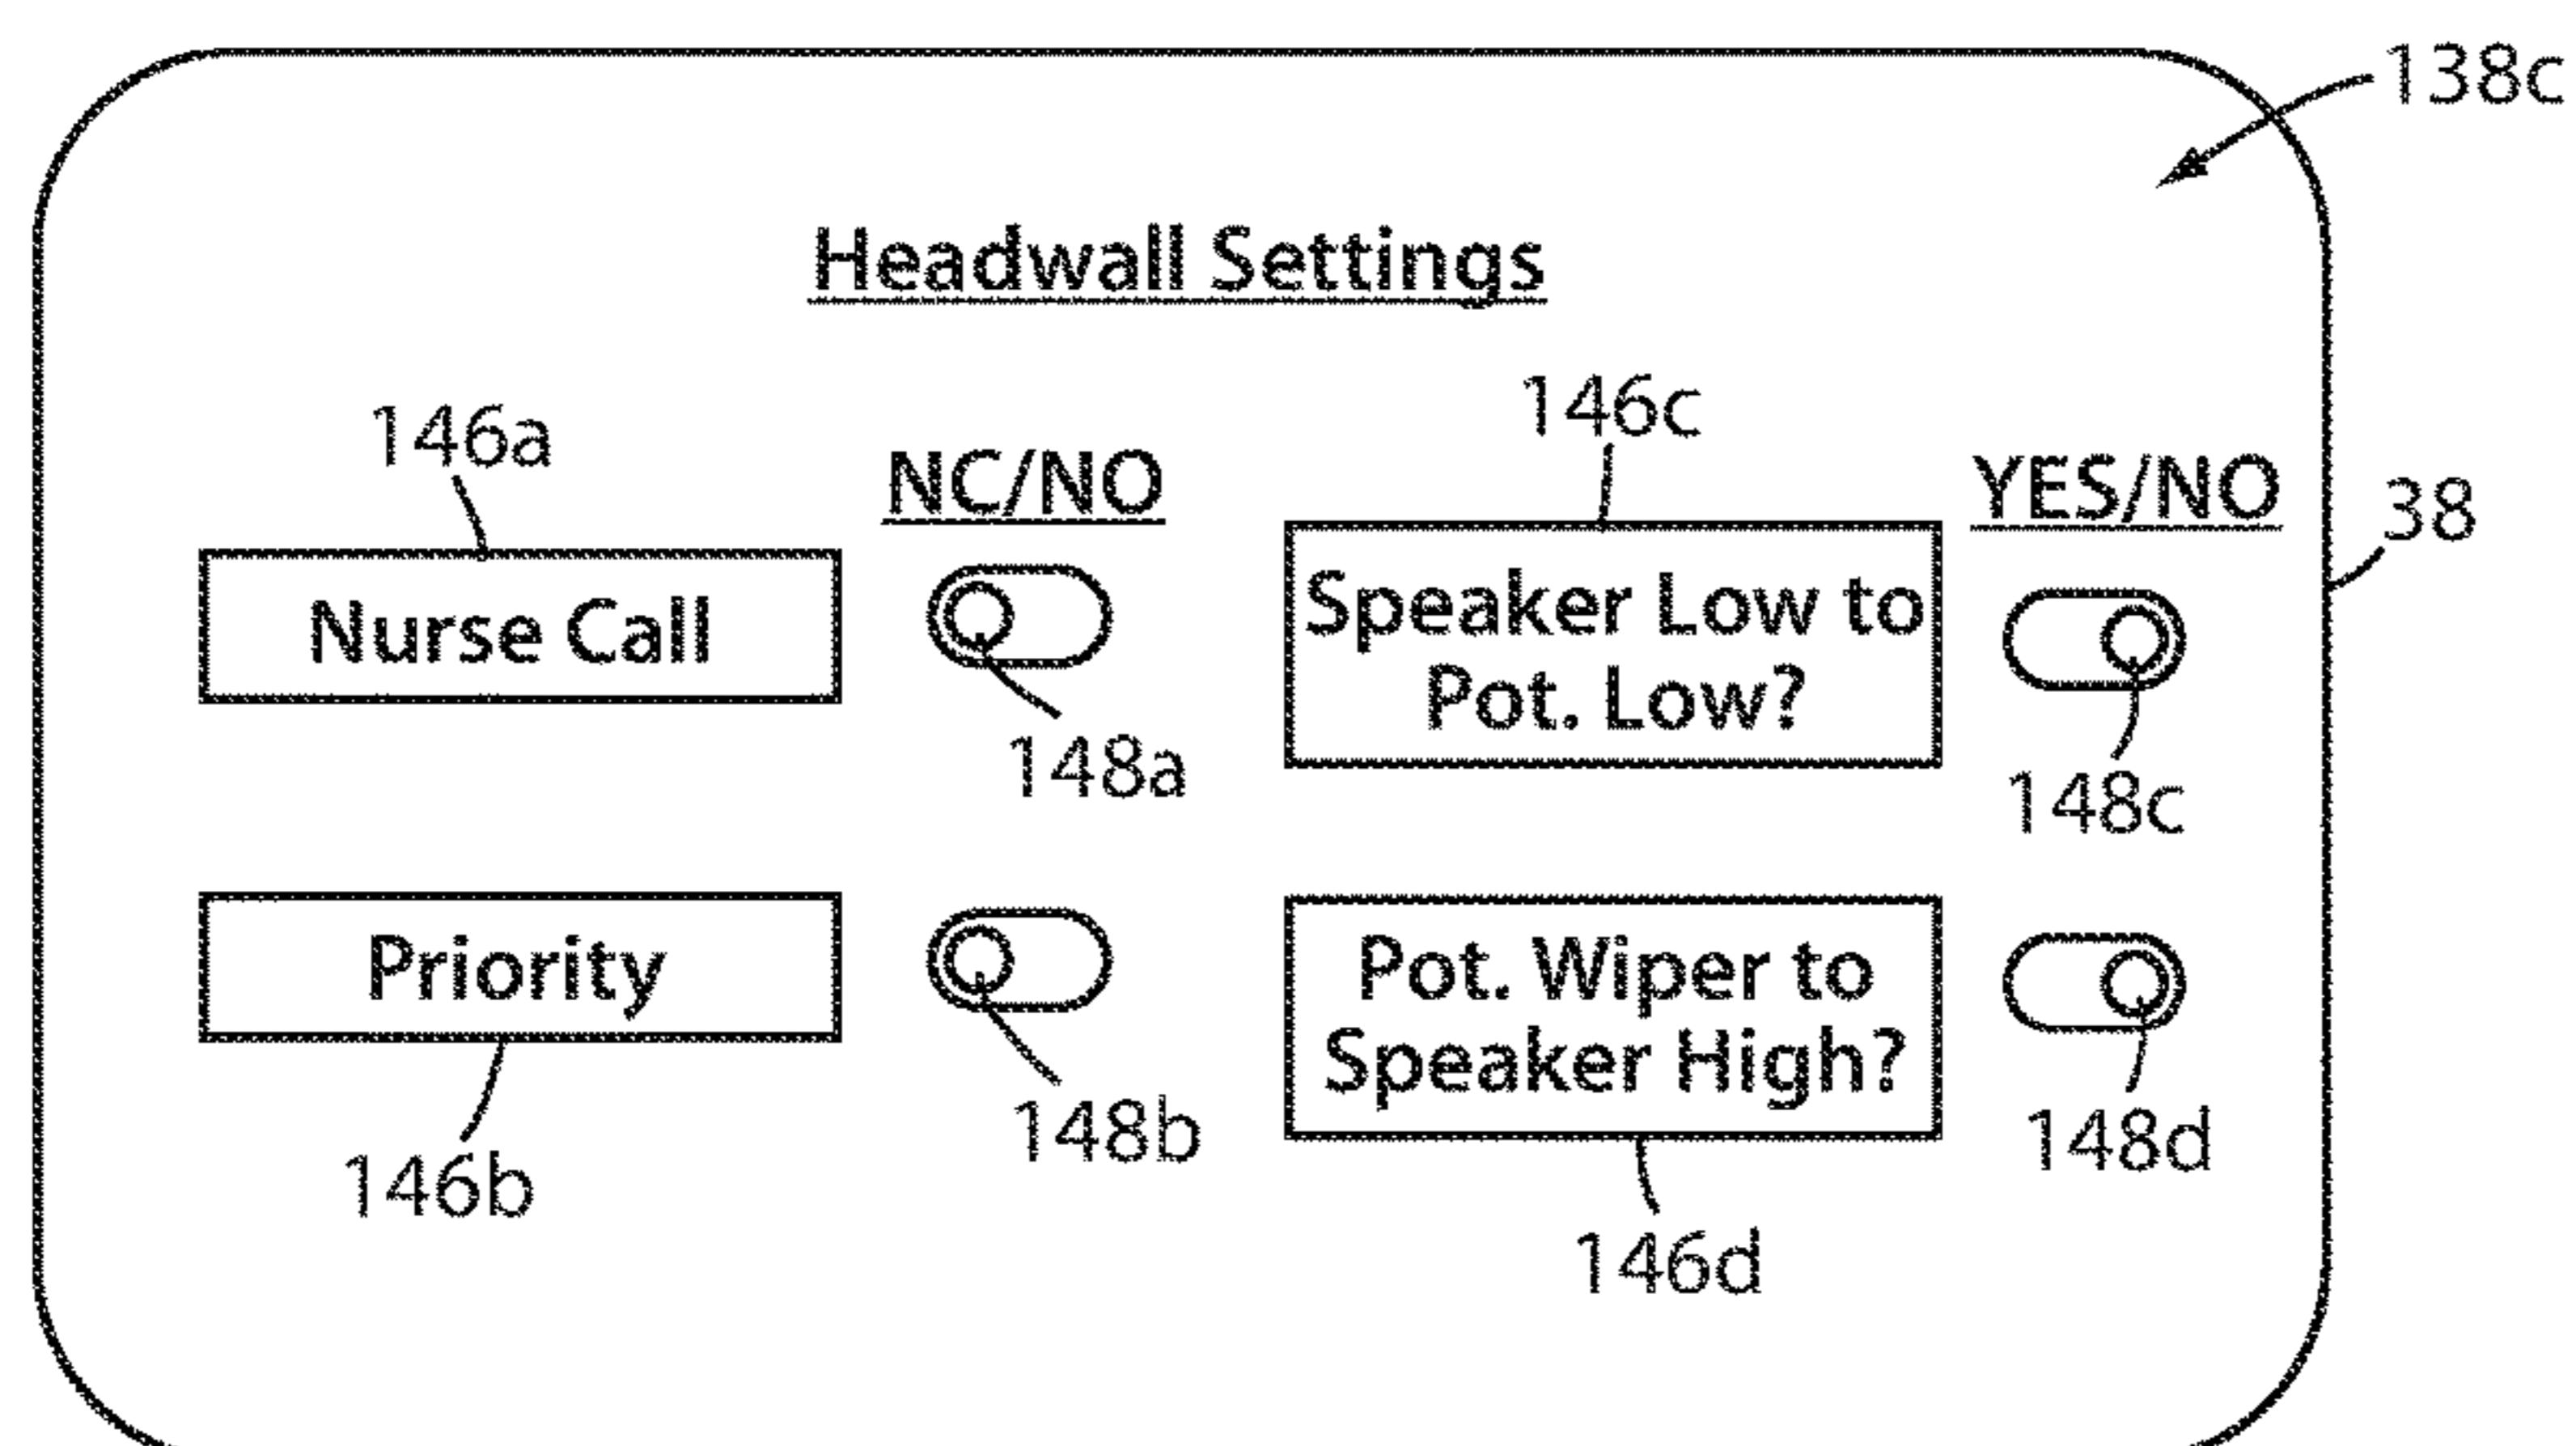 138c
Headwall Settings
146a
NC/NO
146c
YES/NO
38
Nurse Call
Speaker Low to
Pot. Low?
148a
148c
Priority
Pot. Wiper to
Speaker High?
148b
148d
146b
146d